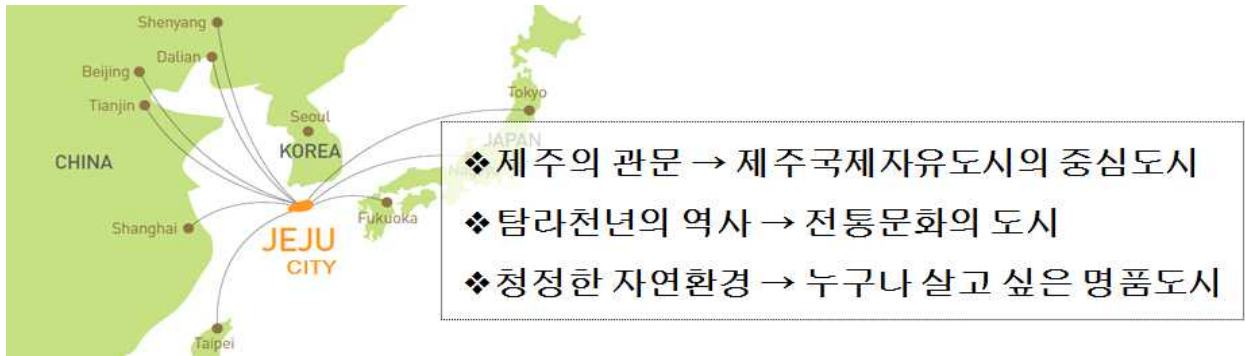 Shenyang
Dalian
Beijing
Tianjin
Tokyo
Seoul
KOREA
JAPAN
CHINA
Shanghai
Fukuoka
JEJU
CITY
Taipei
❖제주의 관문 → 제주국제자유도시의 중심도시
❖탐라천년의 역사 → 전통문화의 도시
❖청정한 자연환경 → 누구나 살고 싶은 명품도시